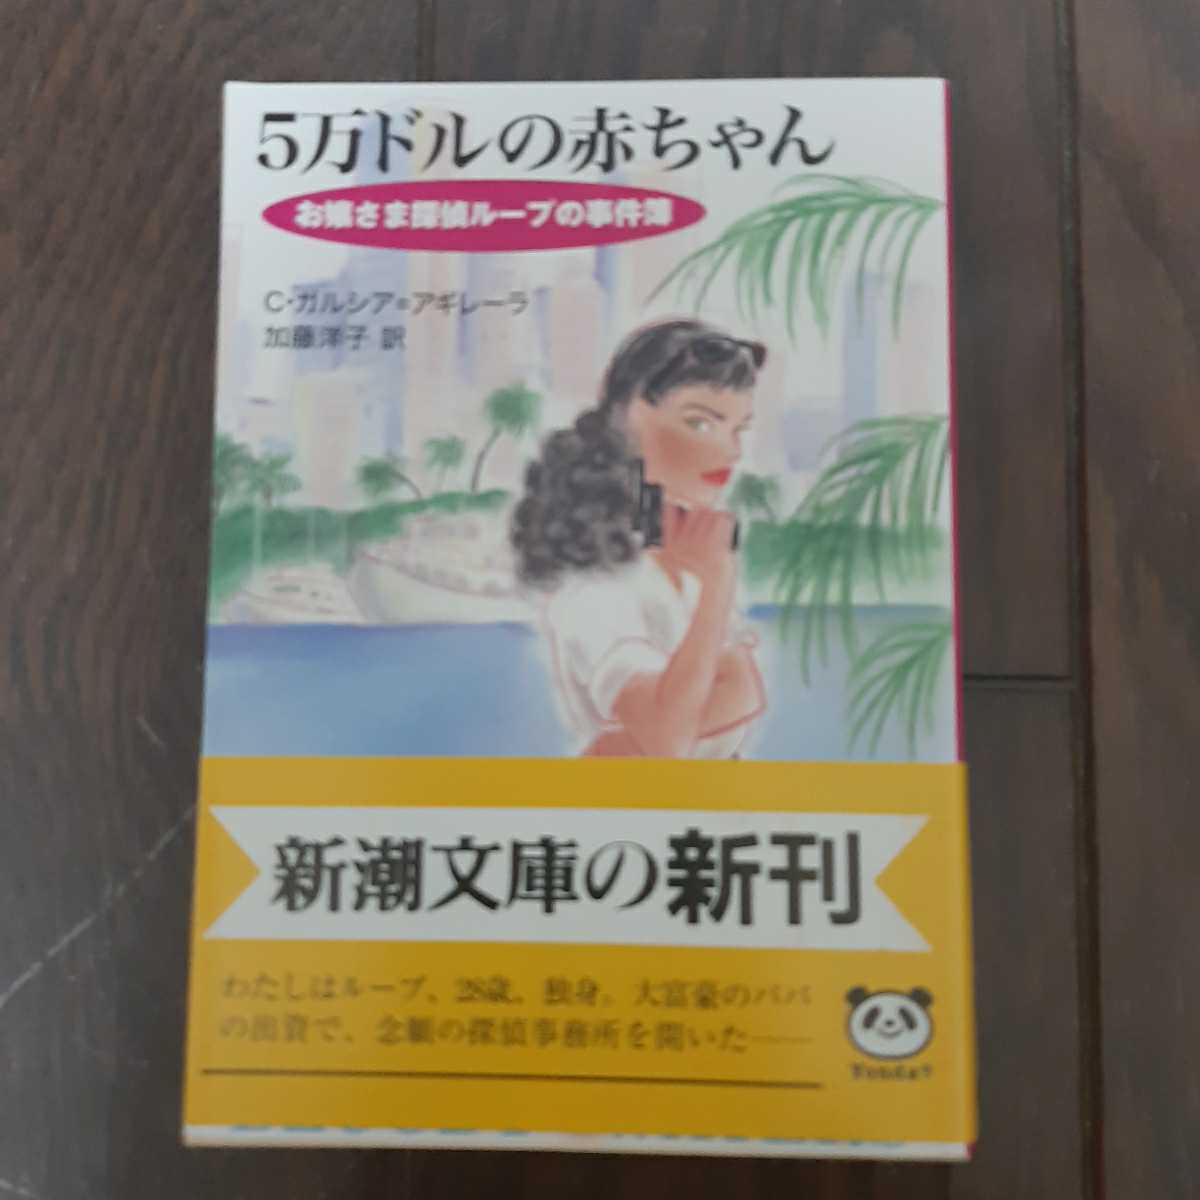 5万ドルの赤ちゃん
お嬢さま探偵ループの事件簿
C・ガルシア=アギレーラ
加藤洋子 訳
新潮文庫の新刊
わたしはループ、28歳。独身。大富豪のパパ
の出資で、念願の探偵事務所を開いた――
Yonda?